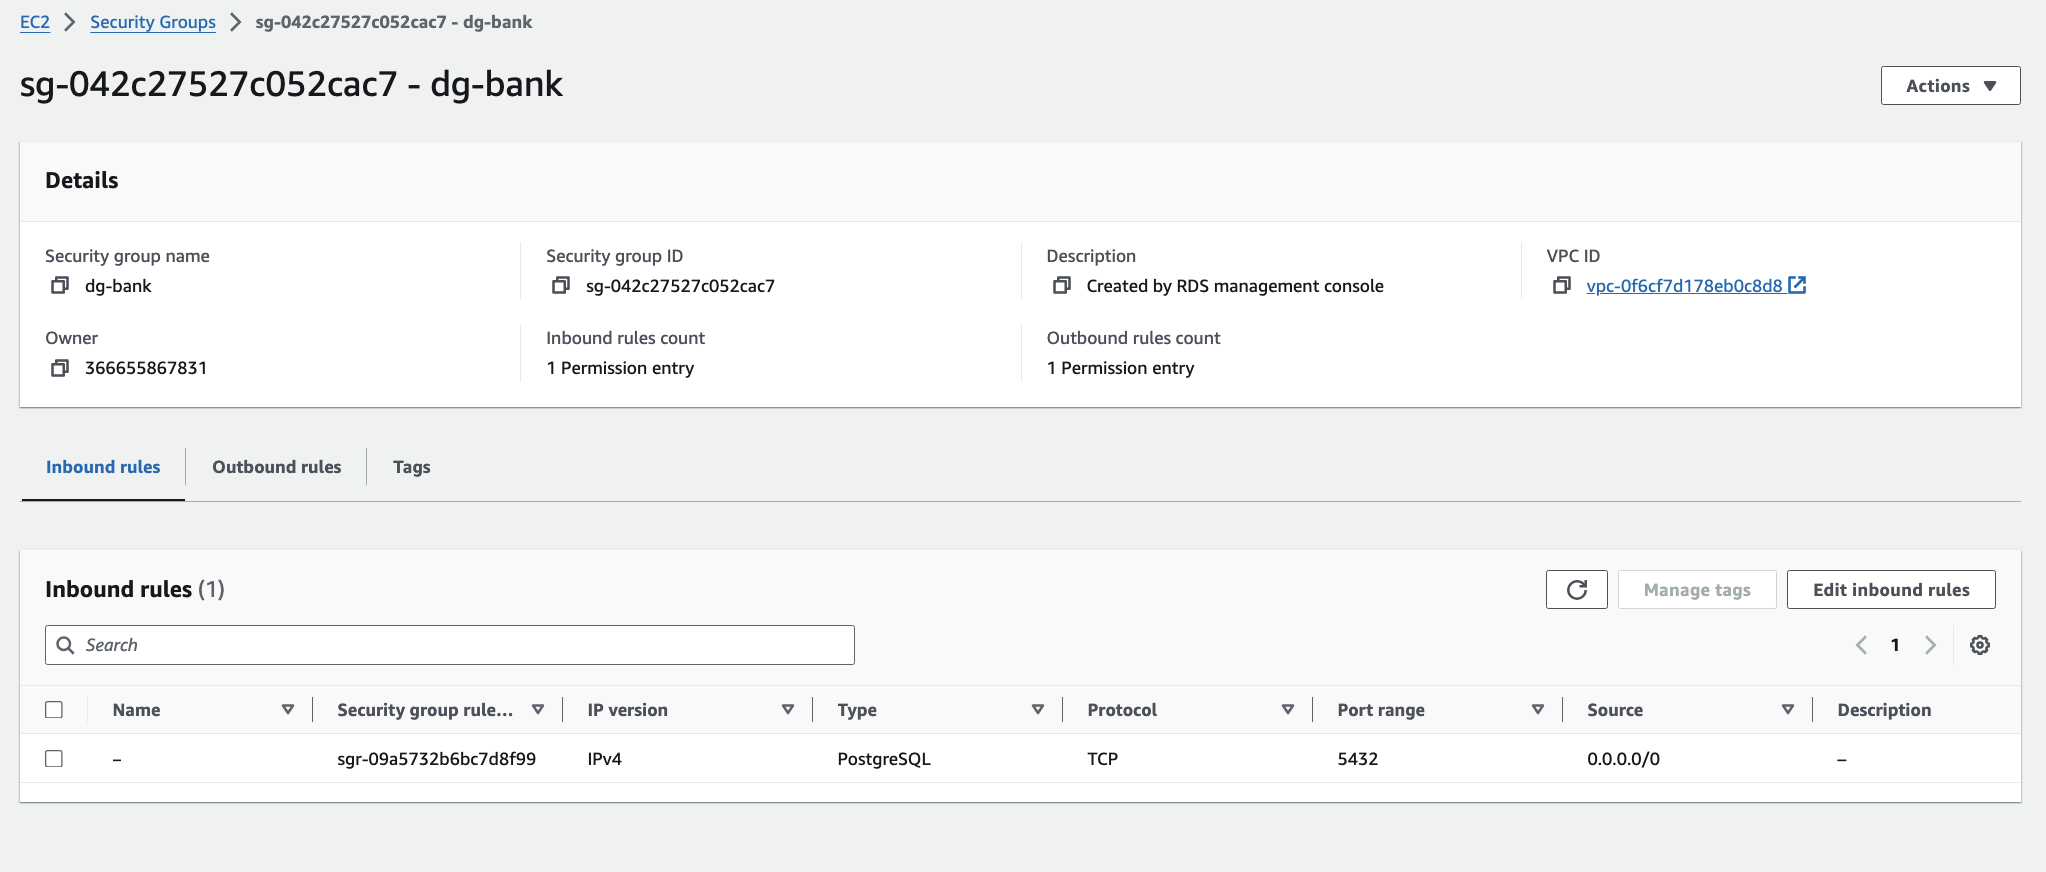 EC2 > Security Groups > sg-042c27527c052cac7 - dg-bank
sg-042c27527c052cac7 - dg-bank
Actions
Details
Security group name
dg-bank
Security group ID
sg-042c27527c052cac7
Description
Created by RDS management console
VPC ID
vpc-0f6cf7d178eb0c8d8
Owner
366655867831
Inbound rules count
1 Permission entry
Outbound rules count
1 Permission entry
Inbound rules Outbound rules Tags
Inbound rules (1)
Manage tags
Edit inbound rules
Search
1
Name Security group rule... IP version Type Protocol Port range Source Description
– sgr-09a5732b6bc7d8f99 IPv4 PostgreSQL TCP 5432 0.0.0.0/0 –